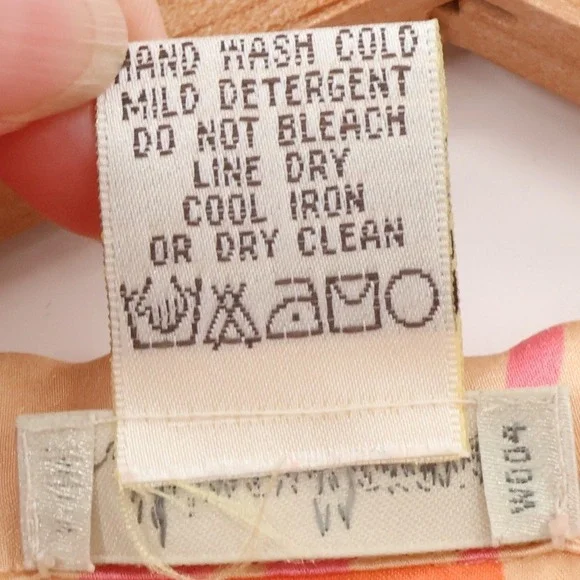 HAND WASH COLD
MILD DETERGENT
DO NOT BLEACH
LINE DRY
COOL IRON
OR DRY CLEAN
W004